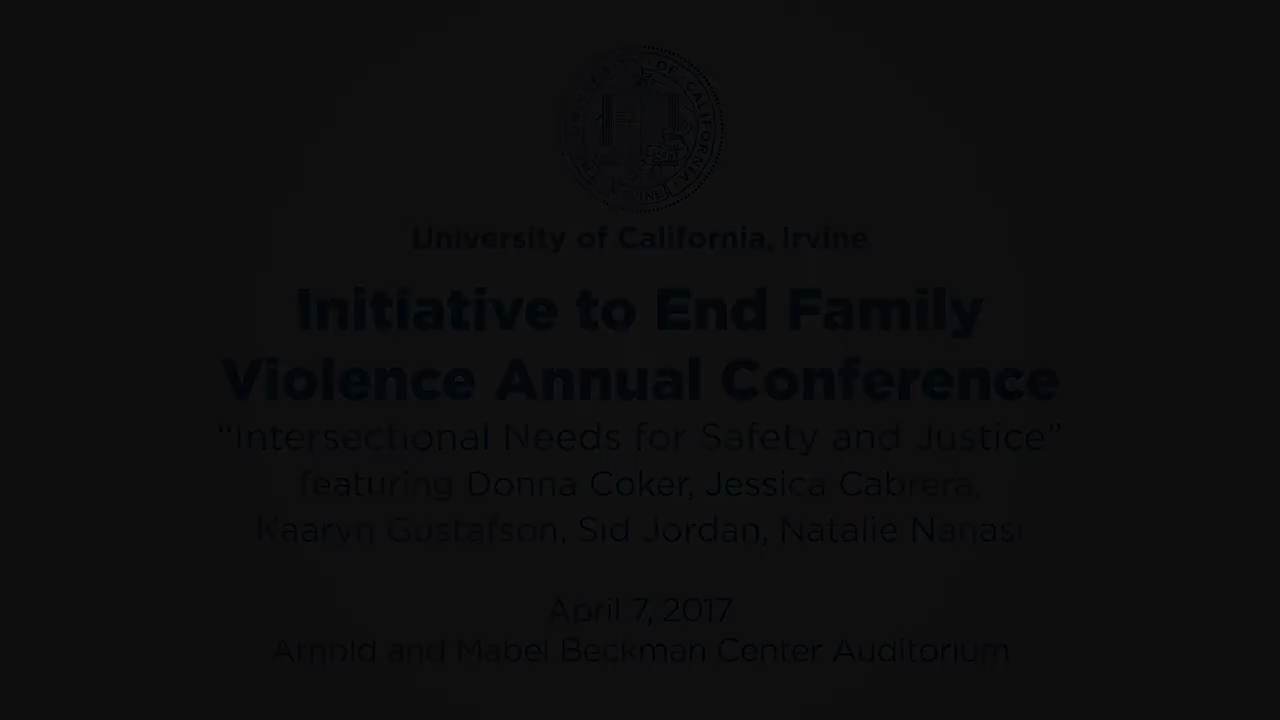 University of California, Irvine
Initiative to End Family
Violence Annual Conference
“Intersectional Needs for Safety and Justice”
featuring Donna Coker, Jessica Cabrera,
Kaaryn Gustafson, Sid Jordan, Natalie Nanasi
April 7, 2017
Arnold and Mabel Beckman Center Auditorium